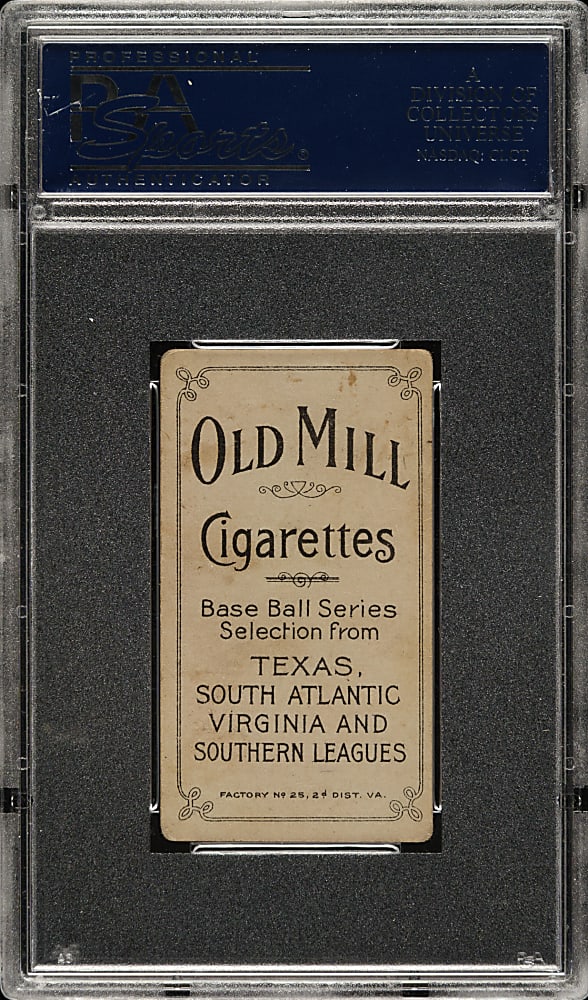 PROFESSIONAL
PSA
Sports
AUTHENTICATOR
A
DIVISION OF
COLLECTORS
UNIVERSE
NASDAQ: CLCT
OLD MILL
Cigarettes
Base Ball Series
Selection from
TEXAS,
SOUTH ATLANTIC
VIRGINIA AND
SOUTHERN LEAGUES
FACTORY Nº 25, 2ᵈ DIST. VA.
PSA